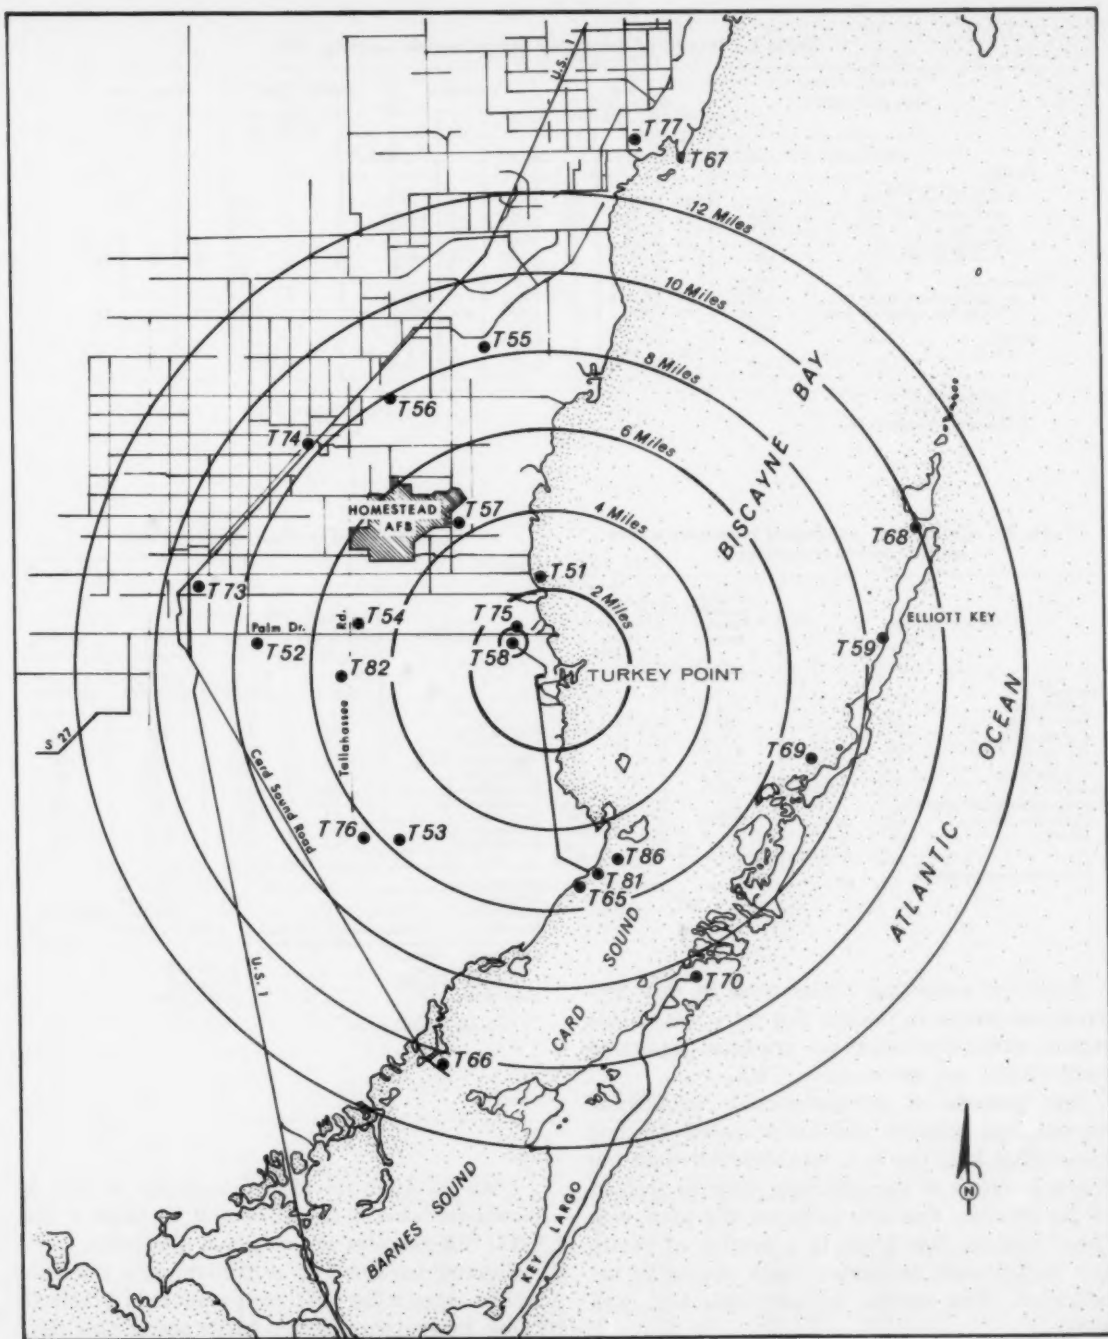 U.S. 1
T77
T67
12 Miles
10 Miles
T55
8 Miles
BISCAYNE BAY
T56
T74
6 Miles
HOMESTEAD
AFB
T57
4 Miles
T68
T51
T73
2 Miles
T54
T75
ELLIOTT KEY
Palm Dr.
T52
T58
T59
T82
TURKEY POINT
Tallahassee Rd.
S 27
ATLANTIC OCEAN
T69
Card Sound Road
T76
T53
T86
T81
T65
CARD SOUND
T70
U.S. 1
T66
BARNES SOUND
KEY LARGO
N